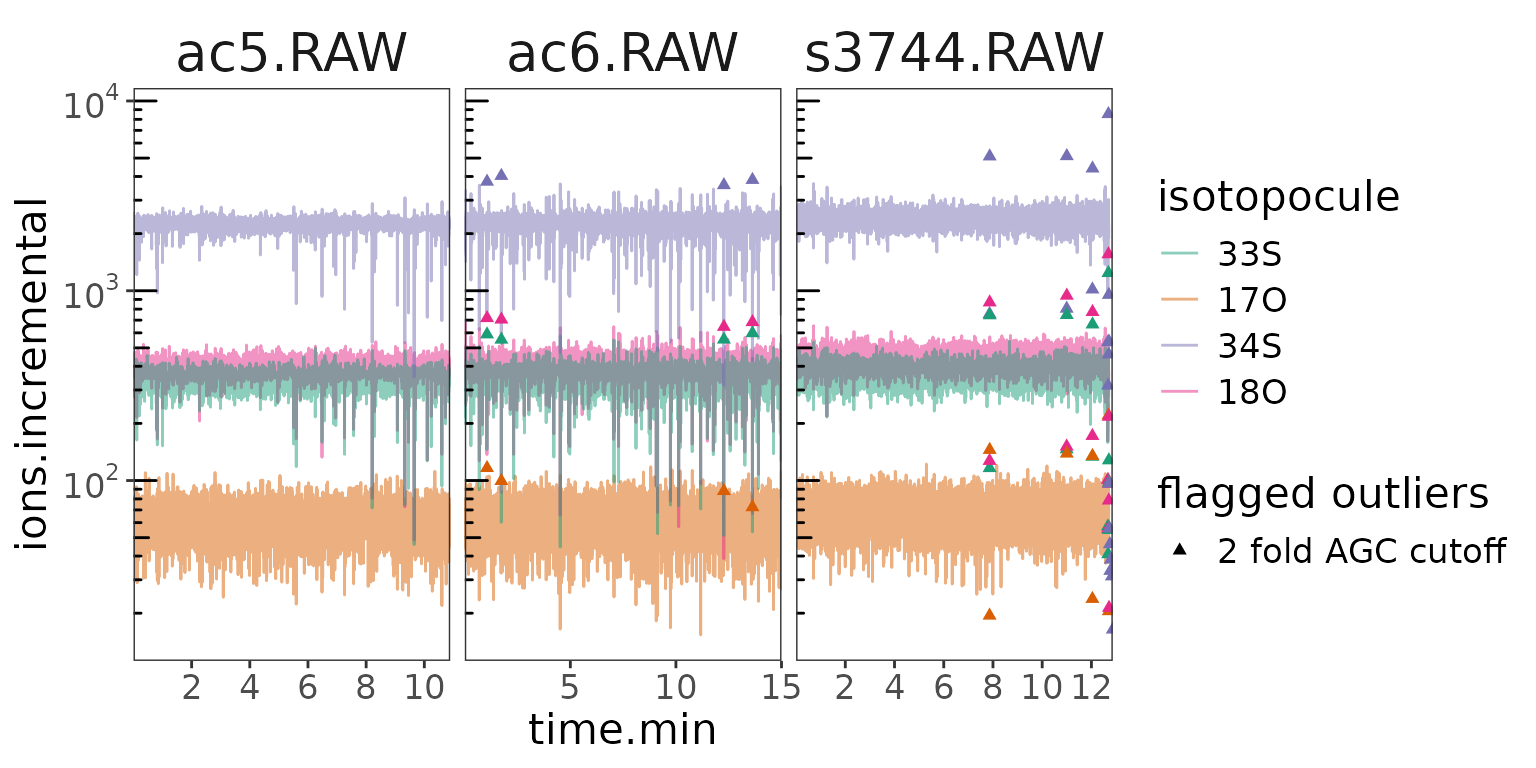 ac5.RAW ac6.RAW s3744.RAW
ions.incremental
10^4
10^3
10^2
2 4 6 8 10
5 10 15
2 4 6 8 10 12
time.min
isotopocule
33S
17O
34S
18O
flagged outliers
2 fold AGC cutoff